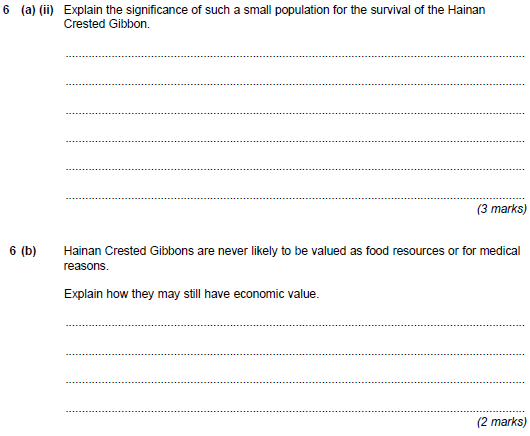 6 (a) (ii) Explain the significance of such a small population for the survival of the Hainan
Crested Gibbon.
(3 marks)
6 (b) Hainan Crested Gibbons are never likely to be valued as food resources or for medical
reasons.
Explain how they may still have economic value.
(2 marks)